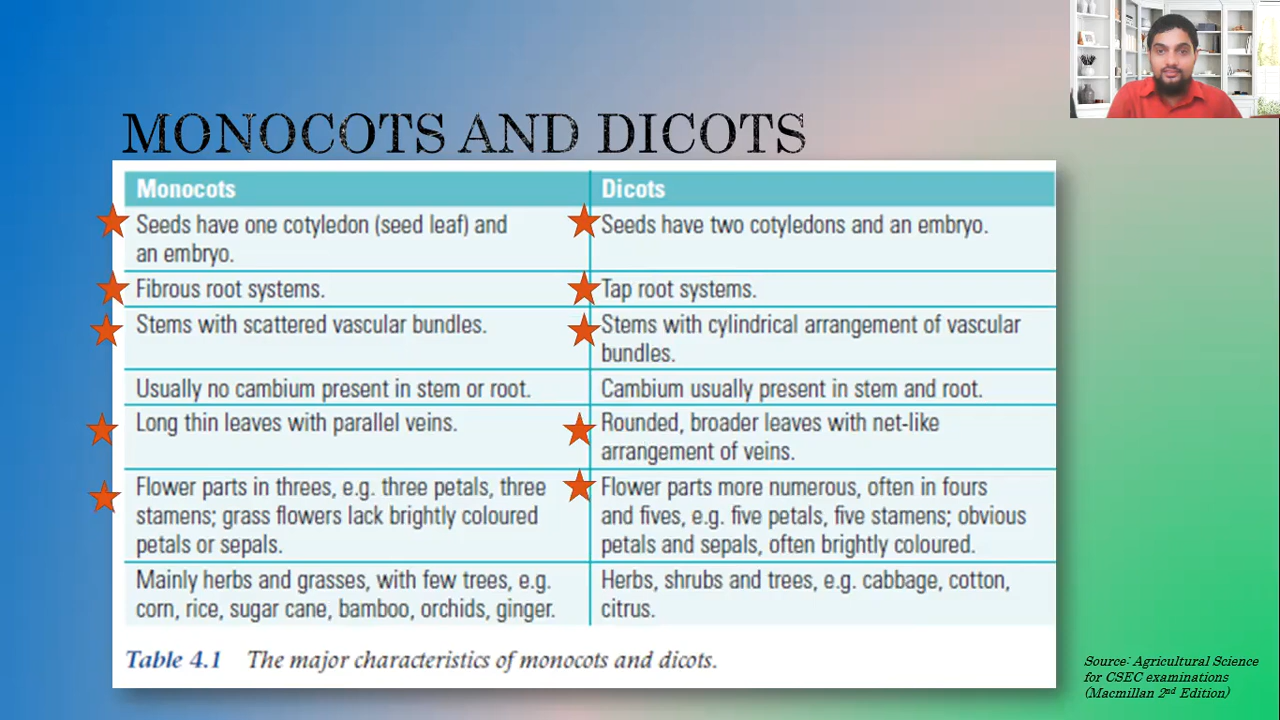 MONOCOTS AND DICOTS
Monocots
Dicots
Seeds have one cotyledon (seed leaf) and
an embryo.
Seeds have two cotyledons and an embryo.
Fibrous root systems.
Tap root systems.
Stems with scattered vascular bundles.
Stems with cylindrical arrangement of vascular
bundles.
Usually no cambium present in stem or root.
Cambium usually present in stem and root.
Long thin leaves with parallel veins.
Rounded, broader leaves with net-like
arrangement of veins.
Flower parts in threes, e.g. three petals, three
stamens; grass flowers lack brightly coloured
petals or sepals.
Flower parts more numerous, often in fours
and fives, e.g. five petals, five stamens; obvious
petals and sepals, often brightly coloured.
Mainly herbs and grasses, with few trees, e.g.
corn, rice, sugar cane, bamboo, orchids, ginger.
Herbs, shrubs and trees, e.g. cabbage, cotton,
citrus.
Table 4.1 The major characteristics of monocots and dicots.
Source: Agricultural Science
for CSEC examinations
(Macmillan 2nd Edition)